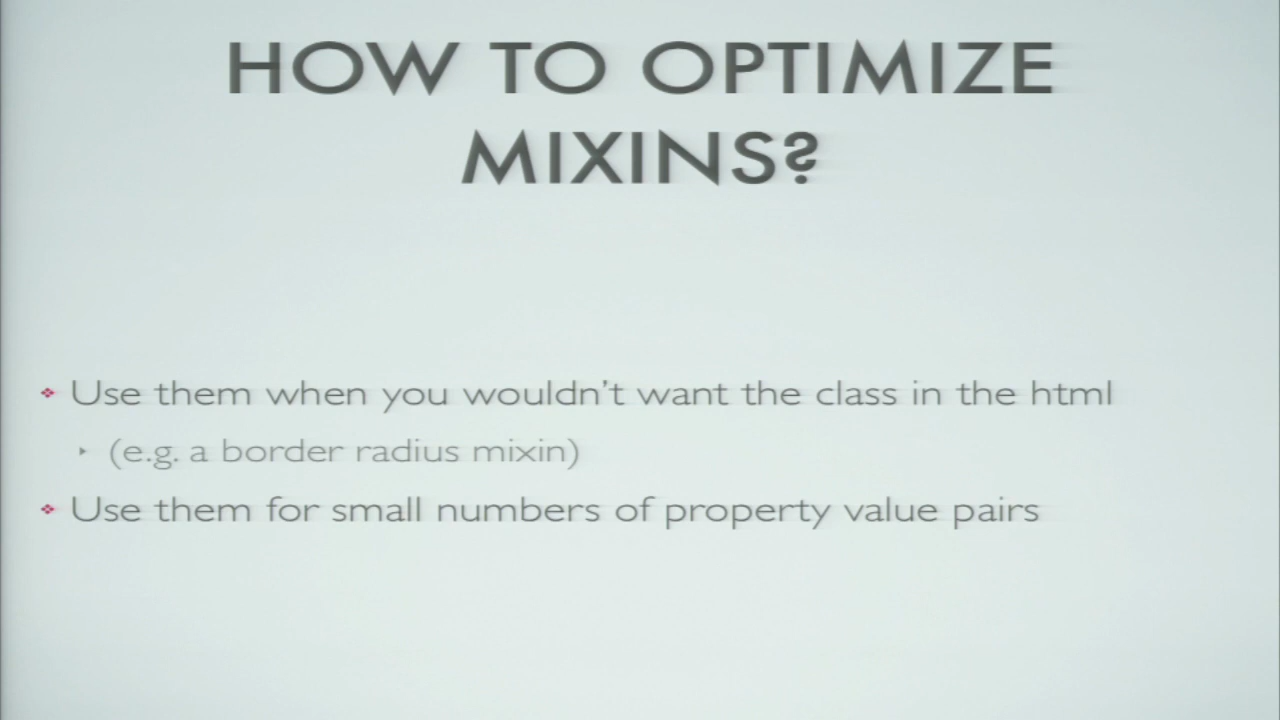 HOW TO OPTIMIZE
MIXINS?
Use them when you wouldn't want the class in the html
(e.g. a border radius mixin)
Use them for small numbers of property value pairs